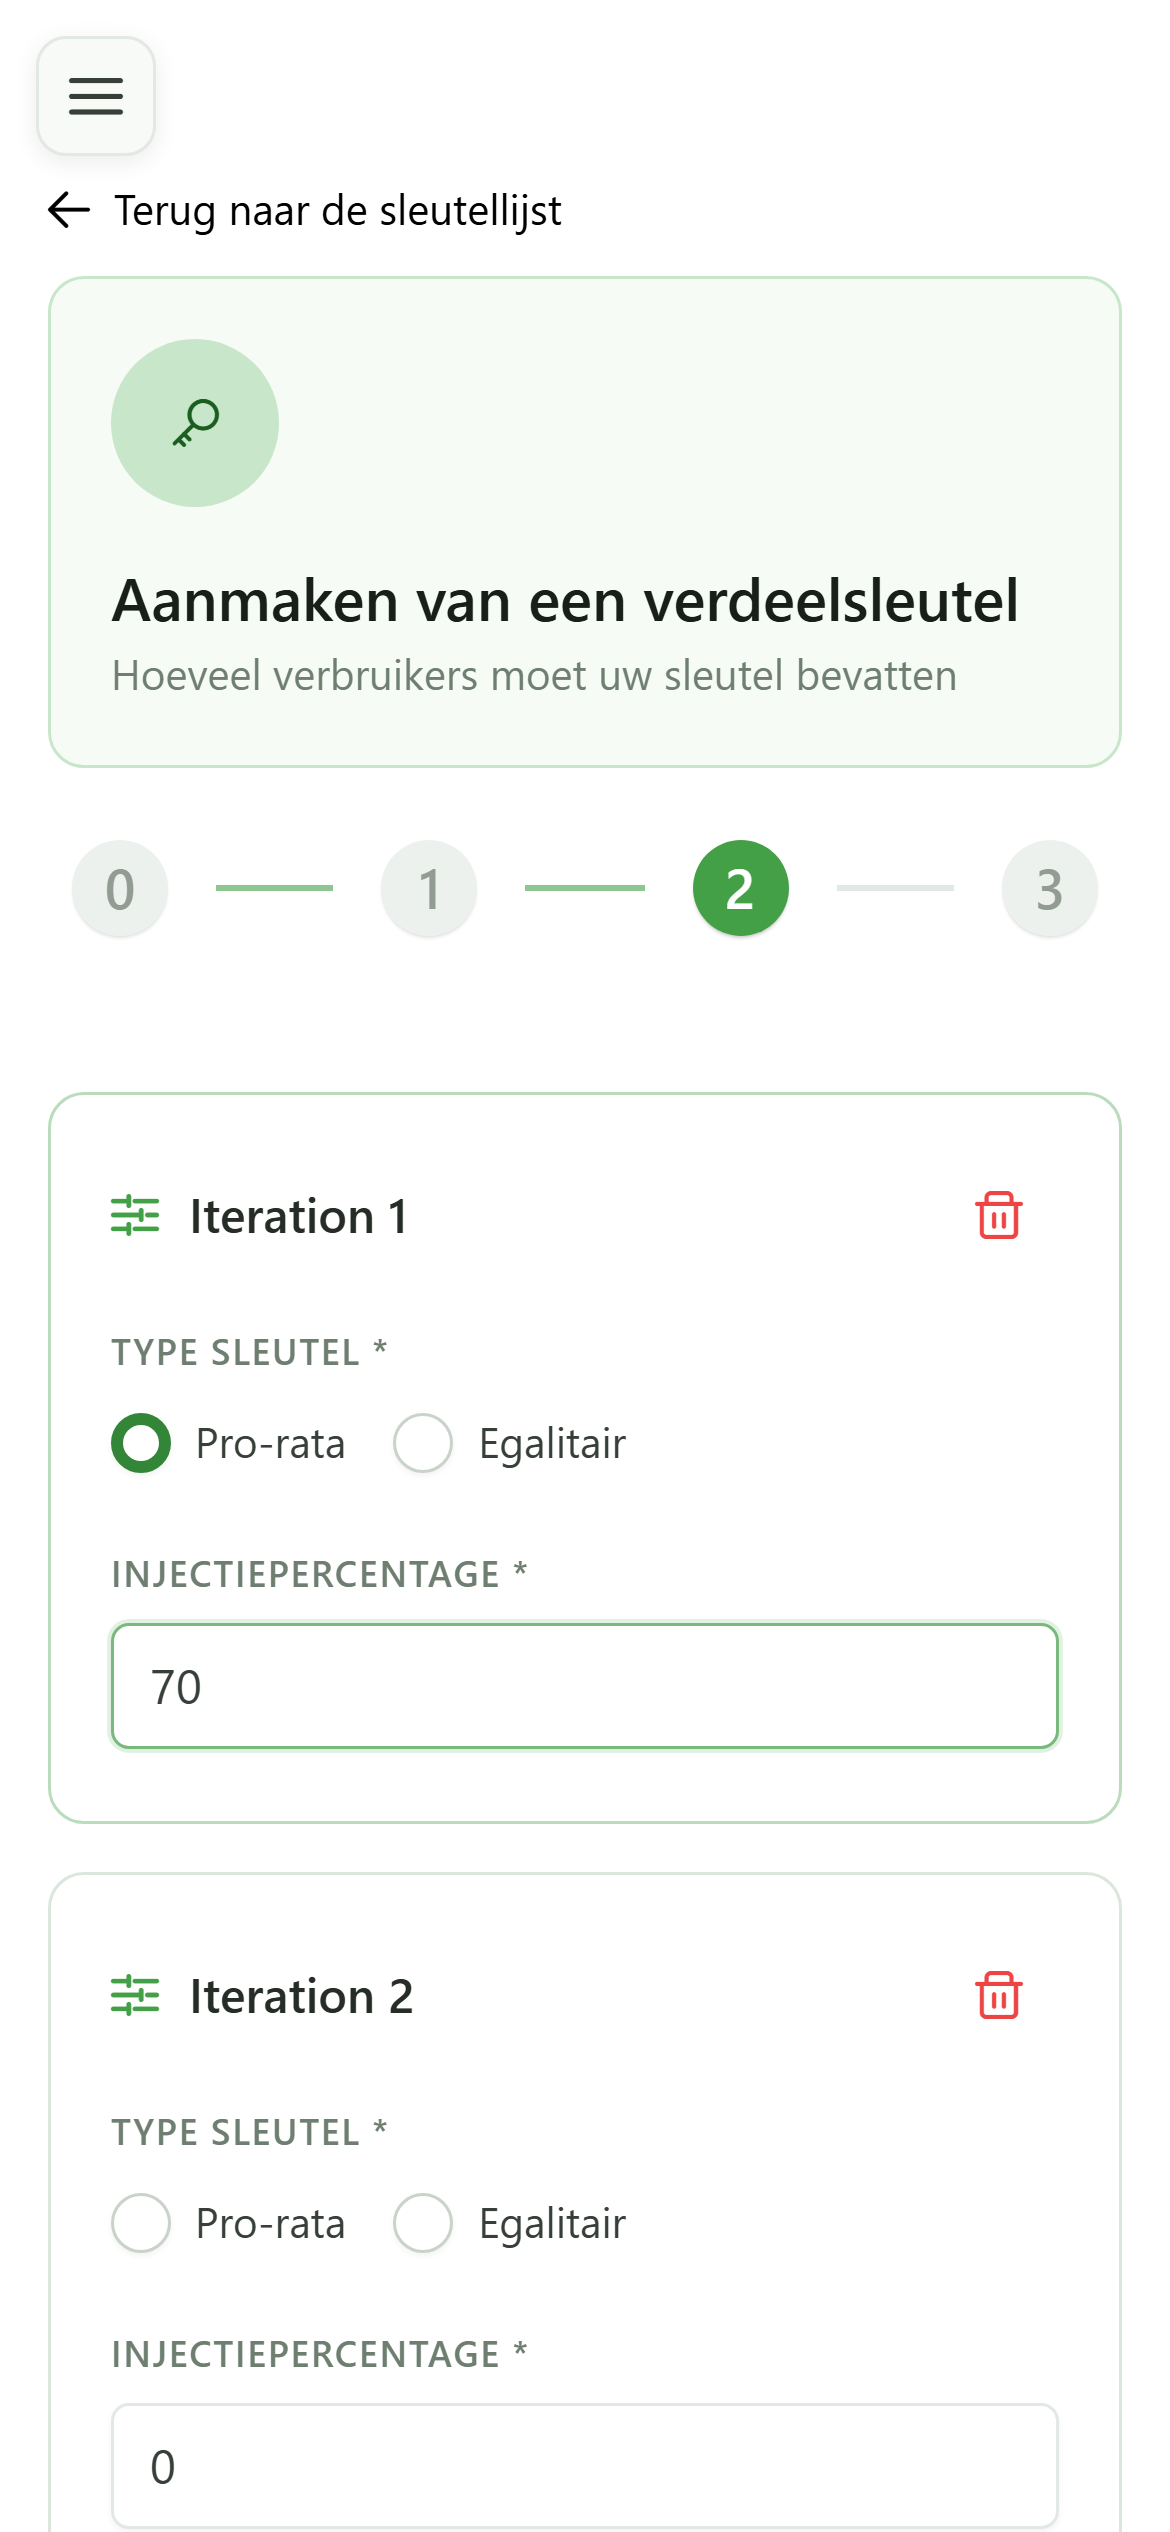 Terug naar de sleutellijst
Aanmaken van een verdeelsleutel
Hoeveel verbruikers moet uw sleutel bevatten
0 1 2 3
Iteration 1
TYPE SLEUTEL *
Pro-rata Egalitair
INJECTIEPERCENTAGE *
70
Iteration 2
TYPE SLEUTEL *
Pro-rata Egalitair
INJECTIEPERCENTAGE *
0